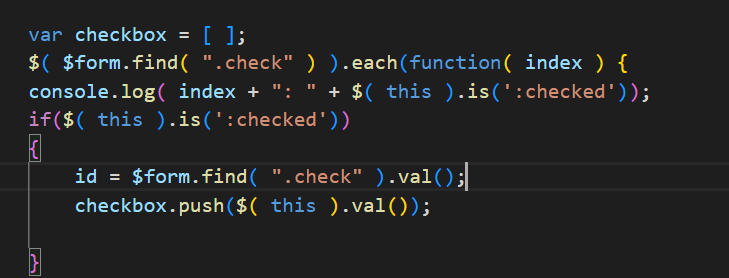 var checkbox = [ ];
$( $form.find( ".check" ) ).each(function( index ) {
console.log( index + ": " + $( this ).is(':checked'));
if($( this ).is(':checked'))
{
id = $form.find( ".check" ).val();
checkbox.push($( this ).val());
}